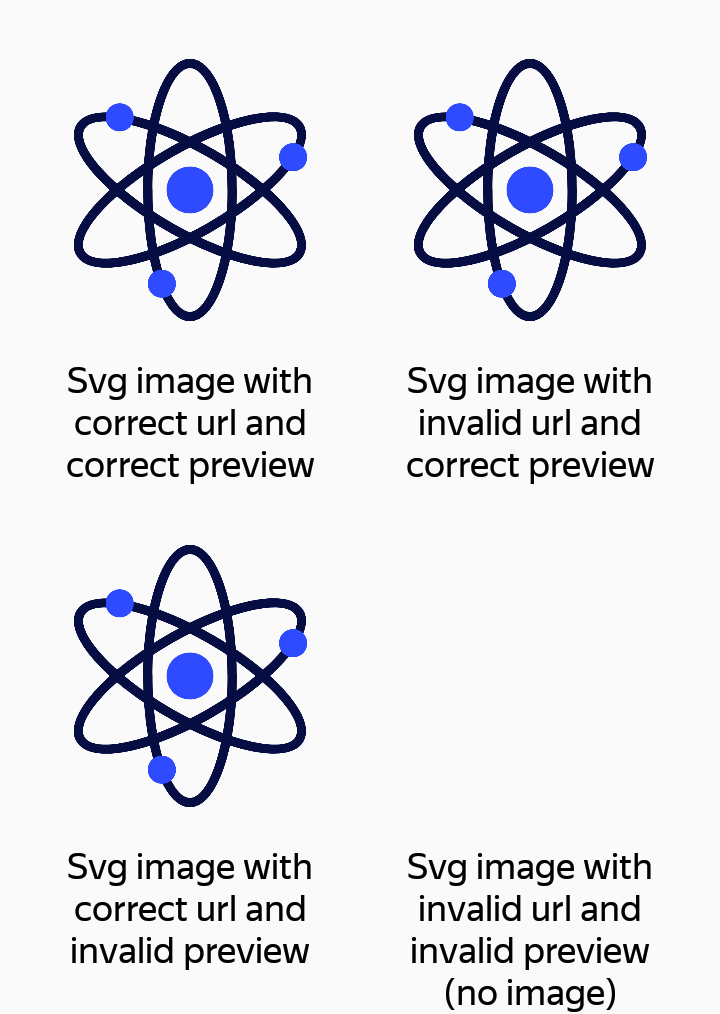 Svg image with
correct url and
correct preview
Svg image with
invalid url and
correct preview
Svg image with
correct url and
invalid preview
Svg image with
invalid url and
invalid preview
(no image)